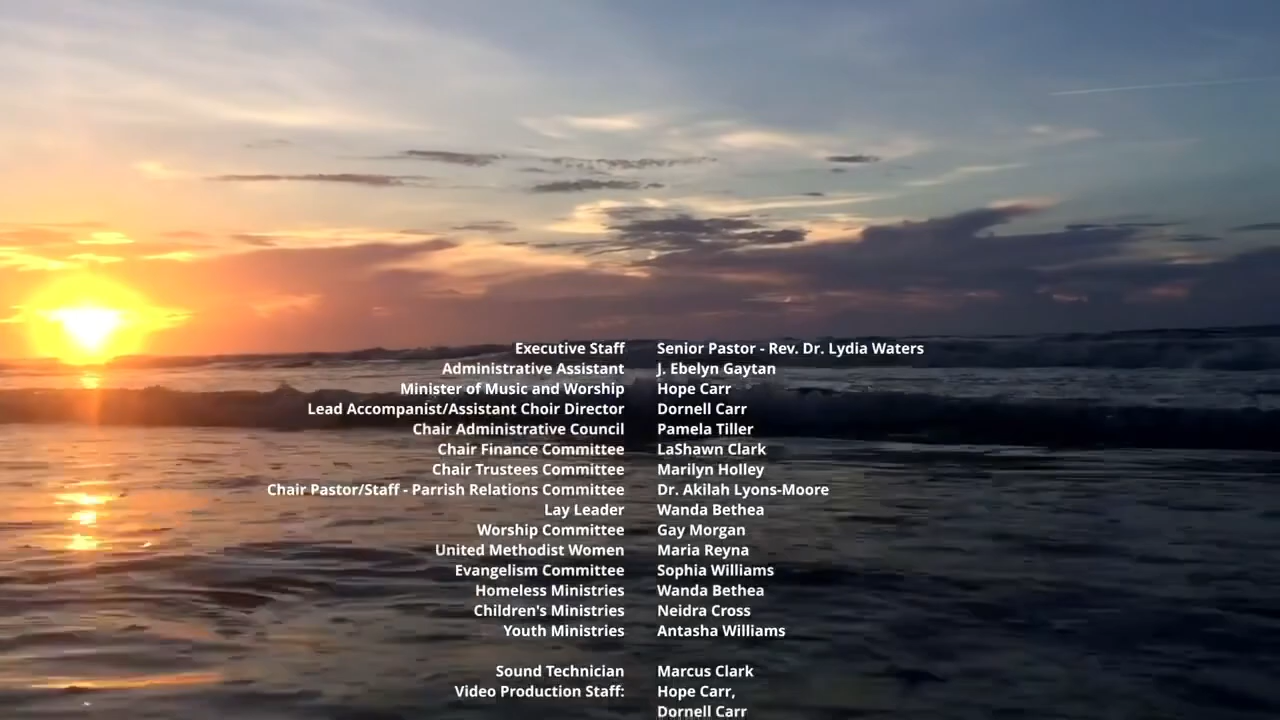 Executive Staff Senior Pastor - Rev. Dr. Lydia Waters
Administrative Assistant J. Ebelyn Gaytan
Minister of Music and Worship Hope Carr
Lead Accompanist/Assistant Choir Director Dornell Carr
Chair Administrative Council Pamela Tiller
Chair Finance Committee LaShawn Clark
Chair Trustees Committee Marilyn Holley
Chair Pastor/Staff - Parrish Relations Committee Dr. Akilah Lyons-Moore
Lay Leader Wanda Bethea
Worship Committee Gay Morgan
United Methodist Women Maria Reyna
Evangelism Committee Sophia Williams
Homeless Ministries Wanda Bethea
Children's Ministries Neidra Cross
Youth Ministries Antasha Williams
Sound Technician Marcus Clark
Video Production Staff: Hope Carr,
Dornell Carr